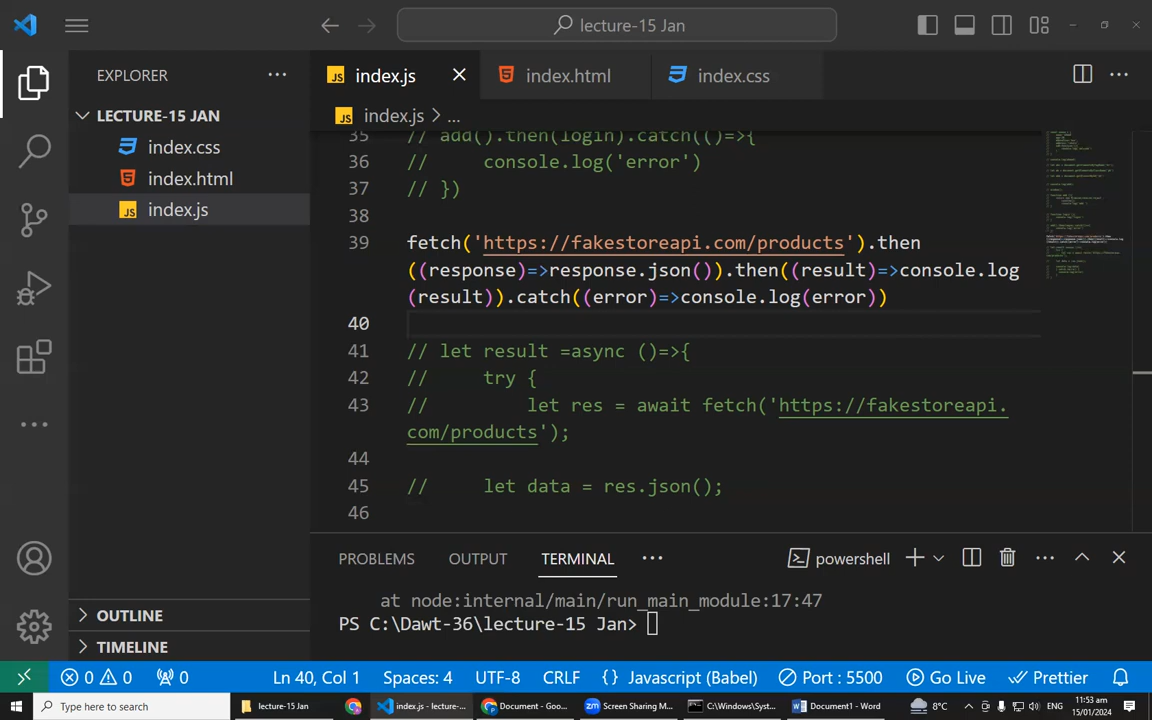 lecture-15 Jan
EXPLORER
index.js
index.html
index.css
LECTURE-15 JAN
index.css
index.html
index.js
index.js > ...
35 // add().then(login).catch(()=>{
36 //     console.log('error')
37 // })
38
39 fetch('https://fakestoreapi.com/products').then
((response)=>response.json()).then((result)=>console.log
(result)).catch((error)=>console.log(error))
40
41 // let result =async ()=>{
42 //     try {
43 //         let res = await fetch('https://fakestoreapi.
com/products');
44
45 //     let data = res.json();
46
PROBLEMS OUTPUT TERMINAL
powershell
at node:internal/main/run_main_module:17:47
PS C:\Dawt-36\lecture-15 Jan>
OUTLINE
TIMELINE
0 0 0 Ln 40, Col 1 Spaces: 4 UTF-8 CRLF {} Javascript (Babel) Port : 5500 Go Live Prettier
Type here to search
lecture-15 Jan
index.js - lecture-...
Document - Goo...
Screen Sharing M...
C:\Windows\Syst...
Document1 - Word
8°C
ENG
11:53 am
15/01/2024